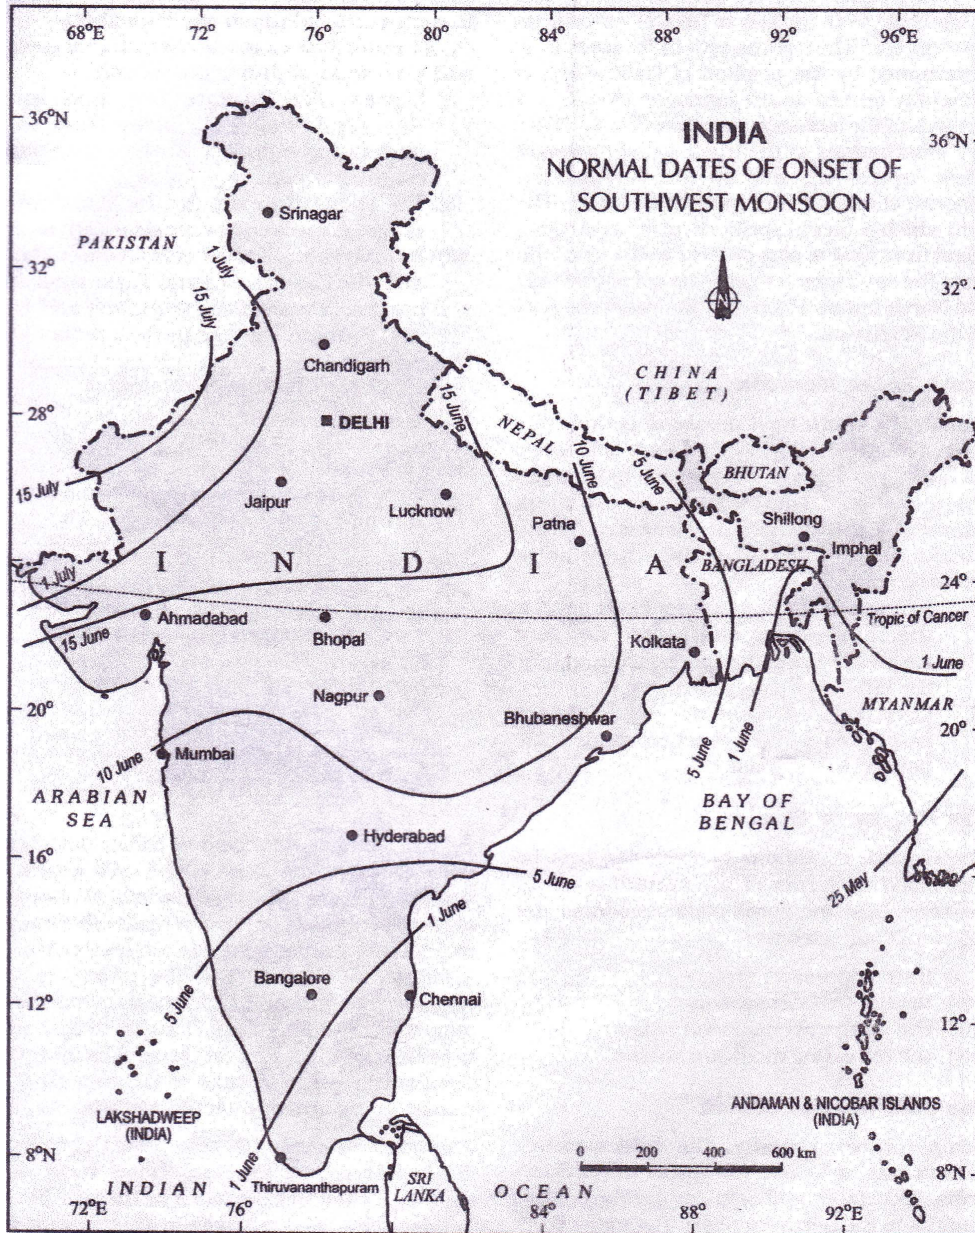 68°E
72°
76°
80°
84°
88°
92°
96°E
36°N
36°N
INDIA
NORMAL DATES OF ONSET OF
SOUTHWEST MONSOON
Srinagar
PAKISTAN
1 July
15 July
32°
32°
N
Chandigarh
CHINA
(TIBET)
15 June
28°
DELHI
28°
NEPAL
10 June
5 June
BHUTAN
15 July
Jaipur
Lucknow
Patna
Shillong
Imphal
I N D I A
BANGLADESH
1 July
24°
Ahmadabad
Tropic of Cancer
15 June
Bhopal
Kolkata
1 June
Nagpur
MYANMAR
20°
Bhubaneshwar
20°
10 June
Mumbai
5 June
1 June
ARABIAN
SEA
BAY OF
BENGAL
Hyderabad
16°
5 June
25 May
1 June
Bangalore
Chennai
5 June
12°
12°
LAKSHADWEEP
(INDIA)
ANDAMAN & NICOBAR ISLANDS
(INDIA)
8°N
1 June
Thiruvananthapuram
SRI
LANKA
0 200 400 600 km
8°N
INDIAN OCEAN
72°E
76°
84°
88°
92°E